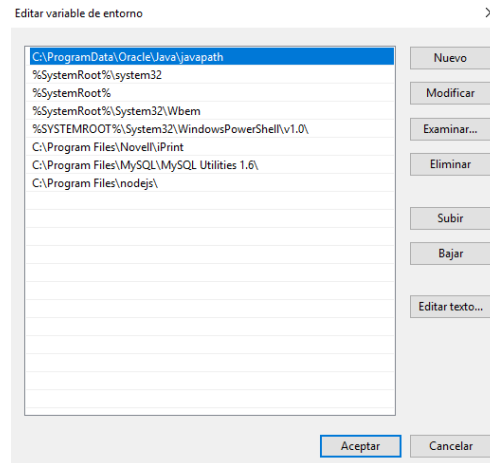 Editar variable de entorno
C:\ProgramData\Oracle\Java\javapath
%SystemRoot%\system32
%SystemRoot%
%SystemRoot%\System32\Wbem
%SYSTEMROOT%\System32\WindowsPowerShell\v1.0\
C:\Program Files\Novell\iPrint
C:\Program Files\MySQL\MySQL Utilities 1.6\
C:\Program Files\nodejs\
Nuevo
Modificar
Examinar...
Eliminar
Subir
Bajar
Editar texto...
Aceptar
Cancelar